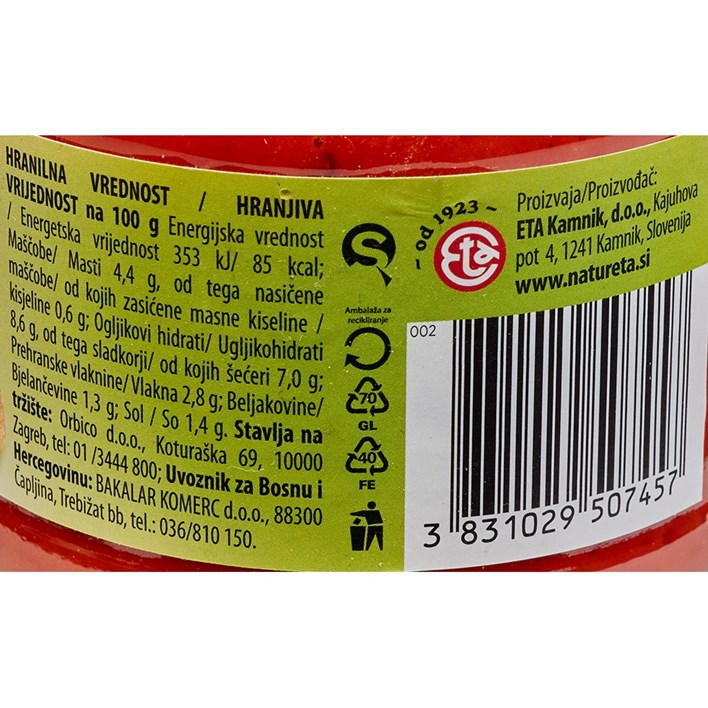 HRANILNA VREDNOST / HRANJIVA
VRIJEDNOST na 100 g Energijska vrednost
/ Energetska vrijednost 353 kJ/ 85 kcal;
Maščobe/ Masti 4,4 g, od tega nasičene
maščobe/ od kojih zasićene masne kiseline /
kisjeline 0,6 g; Ogljikovi hidrati/ Ugljikohidrati
8,6 g, od tega sladkorji/ od kojih šećeri 7,0 g;
Prehranske vlaknine/ Vlakna 2,8 g; Beljakovine/
Bjelančevine 1,3 g; Sol / So 1,4 g. Stavlja na
tržište: Orbico d.o.o., Koturaška 69, 10000
Zagreb, tel: 01 /3444 800; Uvoznik za Bosnu i
Hercegovinu: BAKALAR KOMERC d.o.o., 88300
Čapljina, Trebižat bb, tel.: 036/810 150.
Ambalaža za
recikliranje
70
GL
40
FE
~ od 1923 ~
Eta
Proizvaja/Proizvođač:
ETA Kamnik, d.o.o., Kajuhova
pot 4, 1241 Kamnik, Slovenija
www.natureta.si
002
3 831029 507457